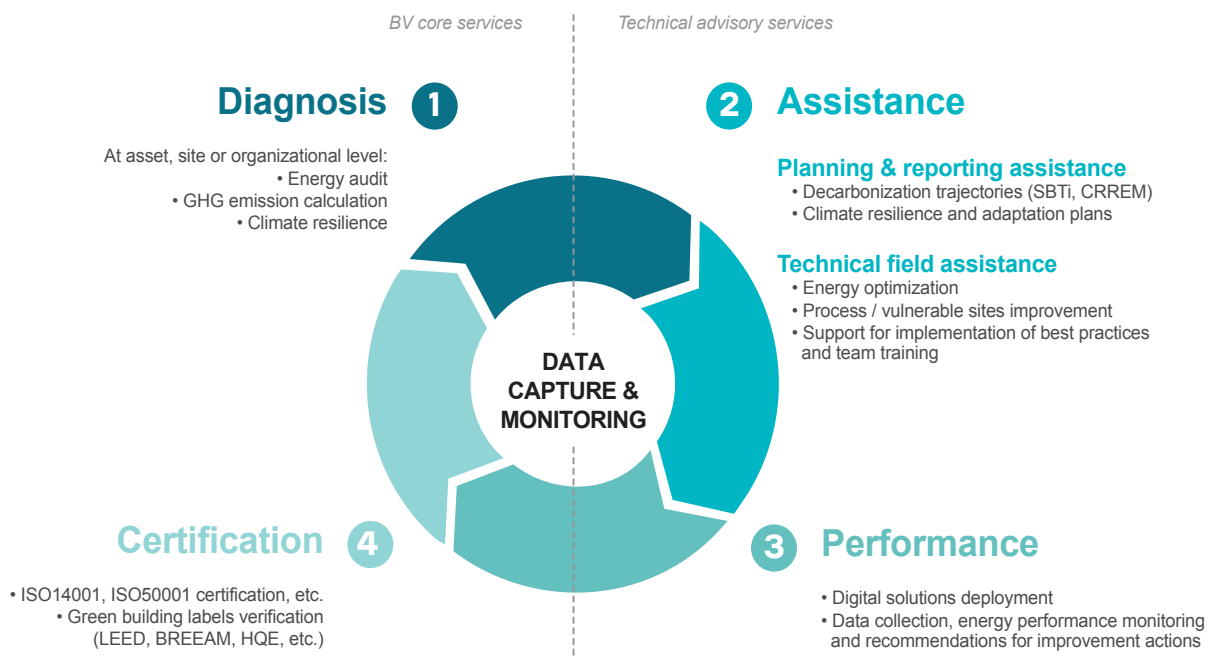 BV core services
Technical advisory services
Diagnosis 1
At asset, site or organizational level:
• Energy audit
• GHG emission calculation
• Climate resilience
2 Assistance
Planning & reporting assistance
• Decarbonization trajectories (SBTi, CRREM)
• Climate resilience and adaptation plans
Technical field assistance
• Energy optimization
• Process / vulnerable sites improvement
• Support for implementation of best practices
and team training
DATA
CAPTURE &
MONITORING
Certification 4
• ISO14001, ISO50001 certification, etc.
• Green building labels verification
(LEED, BREEAM, HQE, etc.)
3 Performance
• Digital solutions deployment
• Data collection, energy performance monitoring
and recommendations for improvement actions